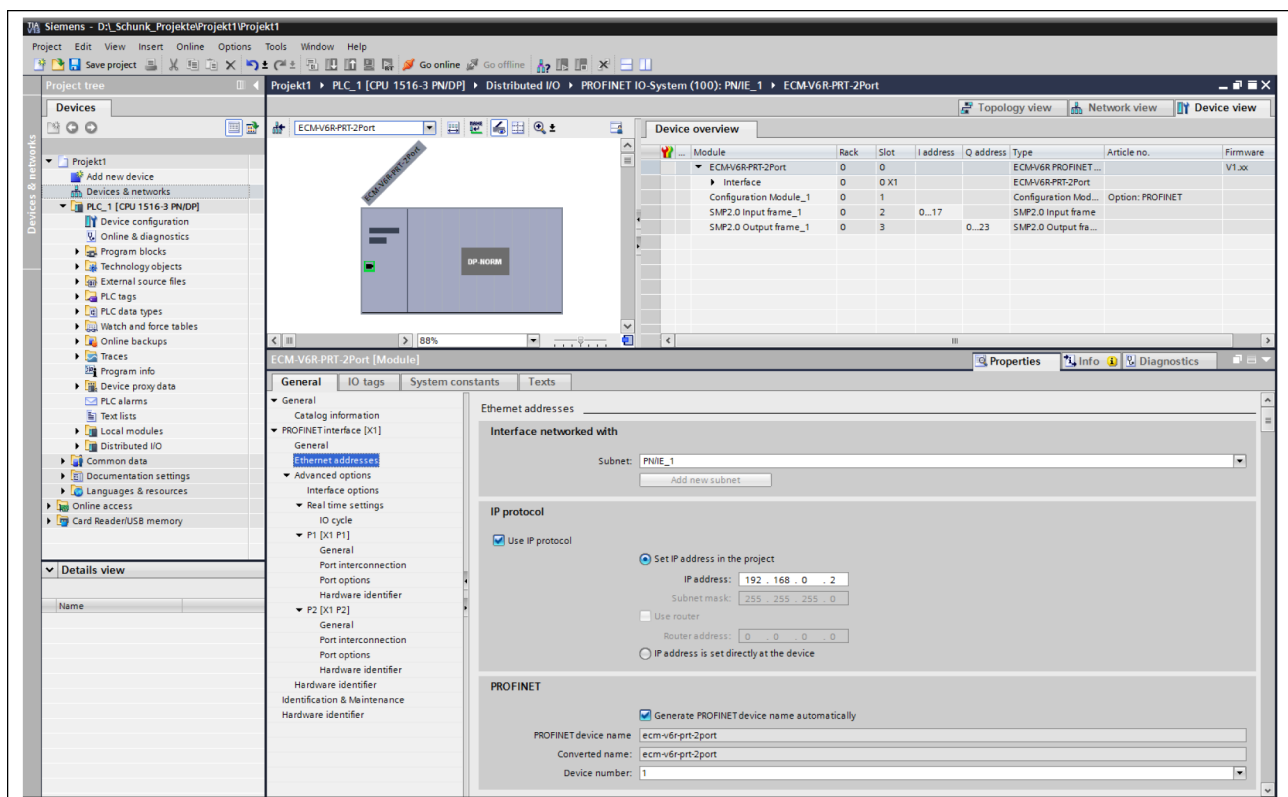 Siemens - D:\_Schunk_Projekte\Projekt1\Projekt1
Project Edit View Insert Online Options Tools Window Help
Save project Go online Go offline
Project tree
Projekt1 PLC_1 [CPU 1516-3 PN/DP] Distributed I/O PROFINET IO-System (100): PN/IE_1 ECM-V6R-PRT-2Port
Devices
Topology view Network view Device view
Devices & networks
Projekt1
Add new device
Devices & networks
PLC_1 [CPU 1516-3 PN/DP]
Device configuration
Online & diagnostics
Program blocks
Technology objects
External source files
PLC tags
PLC data types
Watch and force tables
Online backups
Traces
Program info
Device proxy data
PLC alarms
Text lists
Local modules
Distributed I/O
Common data
Documentation settings
Languages & resources
Online access
Card Reader/USB memory
Details view
Name
ECM-V6R-PRT-2Port
ECM-V6R-PRT-2Port
DP-NORM
88%
Device overview
... Module Rack Slot I address Q address Type Article no. Firmware
ECM-V6R-PRT-2Port 0 0 ECM-V6R PROFINET ... V1.xx
Interface 0 0 X1 ECM-V6R-PRT-2Port
Configuration Module_1 0 1 Configuration Mod... Option: PROFINET
SMP2.0 Input frame_1 0 2 0...17 SMP2.0 Input frame
SMP2.0 Output frame_1 0 3 0...23 SMP2.0 Output fra...
ECM-V6R-PRT-2Port [Module]
Properties Info Diagnostics
General IO tags System constants Texts
General
Catalog information
PROFINET interface [X1]
General
Ethernet addresses
Advanced options
Interface options
Real time settings
IO cycle
P1 [X1 P1]
General
Port interconnection
Port options
Hardware identifier
P2 [X1 P2]
General
Port interconnection
Port options
Hardware identifier
Hardware identifier
Identification & Maintenance
Hardware identifier
Ethernet addresses
Interface networked with
Subnet: PN/IE_1
Add new subnet
IP protocol
Use IP protocol
Set IP address in the project
IP address: 192 . 168 . 0 . 2
Subnet mask: 255 . 255 . 255 . 0
Use router
Router address: 0 . 0 . 0 . 0
IP address is set directly at the device
PROFINET
Generate PROFINET device name automatically
PROFINET device name ecm-v6r-prt-2port
Converted name: ecm-v6r-prt-2port
Device number: 1